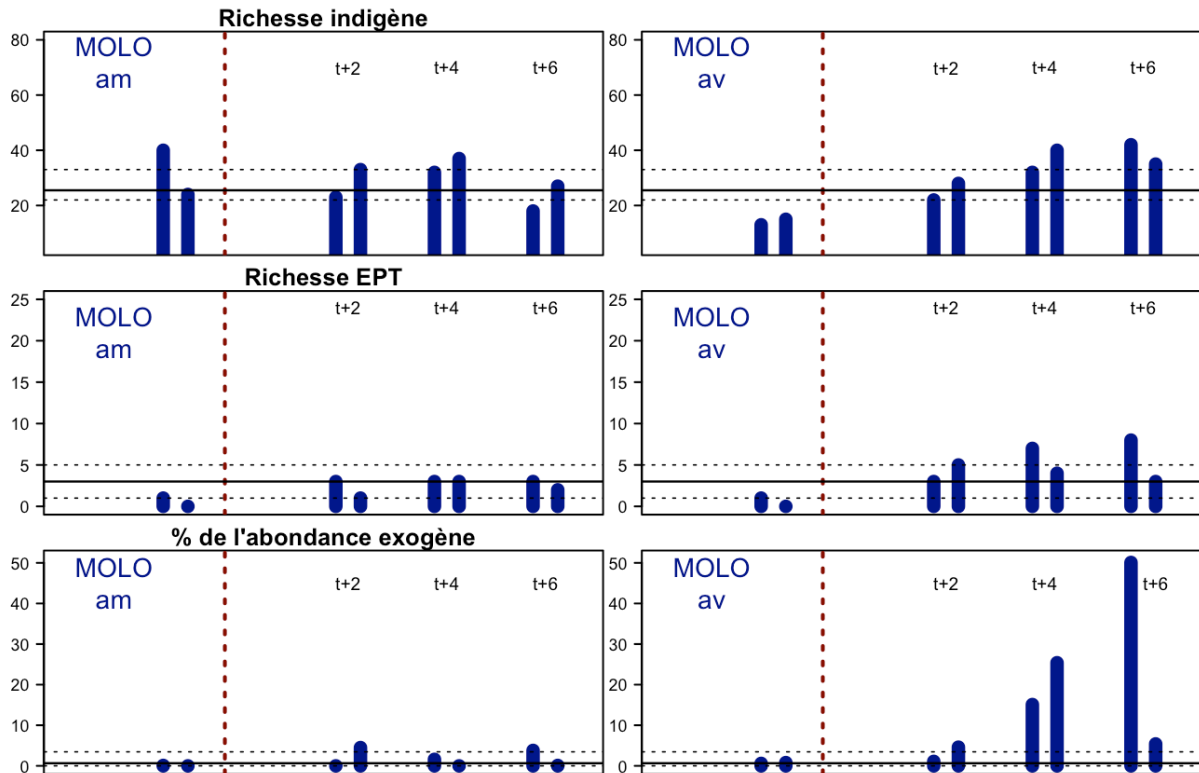 Richesse indigène
80
60
40
20
MOLO
am
t+2 t+4 t+6
80
60
40
20
MOLO
av
t+2 t+4 t+6
Richesse EPT
25
20
15
10
5
0
MOLO
am
t+2 t+4 t+6
25
20
15
10
5
0
MOLO
av
t+2 t+4 t+6
% de l'abondance exogène
50
40
30
20
10
0
MOLO
am
t+2 t+4 t+6
50
40
30
20
10
0
MOLO
av
t+2 t+4 t+6